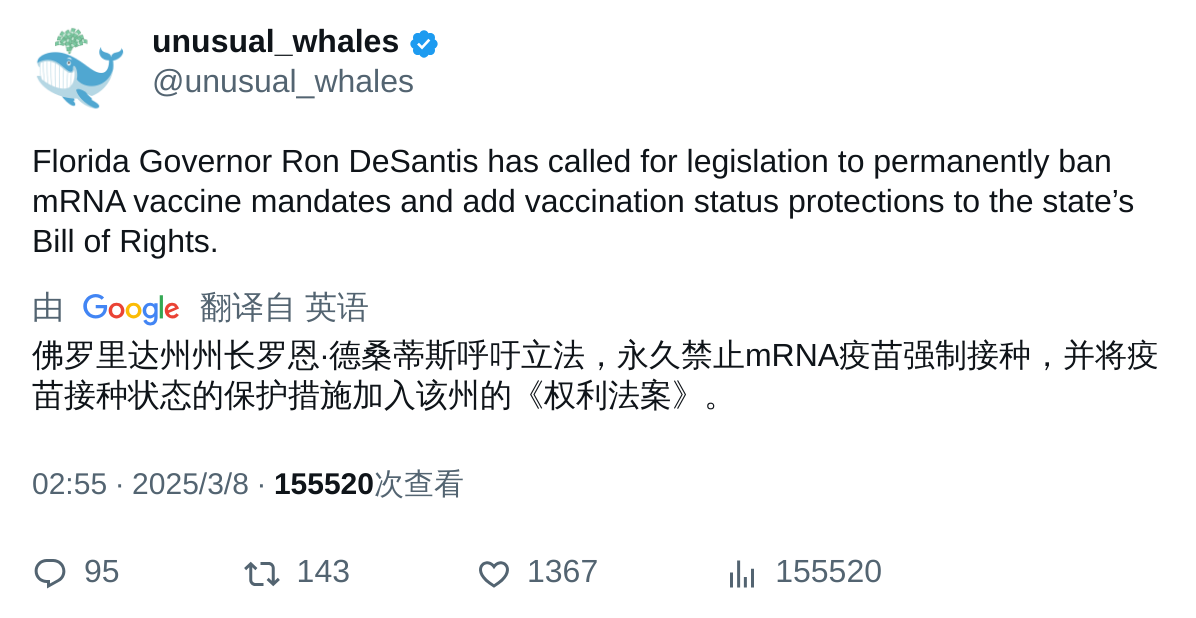 unusual_whales
@unusual_whales
Florida Governor Ron DeSantis has called for legislation to permanently ban
mRNA vaccine mandates and add vaccination status protections to the state’s
Bill of Rights.
由 Google 翻译自 英语
佛罗里达州州长罗恩·德桑蒂斯呼吁立法，永久禁止mRNA疫苗强制接种，并将疫
苗接种状态的保护措施加入该州的《权利法案》。
02:55 · 2025/3/8 · 155520次查看
95 143 1367 155520